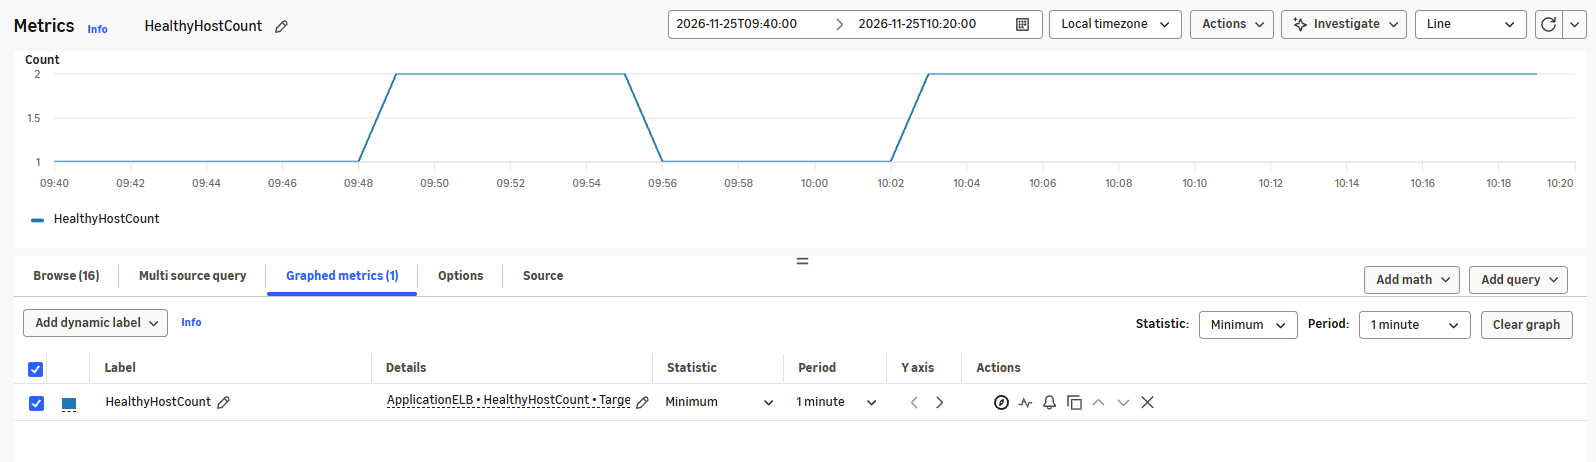 Metrics Info HealthyHostCount 2026-11-25T09:40:00 2026-11-25T10:20:00 Local timezone Actions Investigate Line
Count
2
1.5
1
09:40 09:42 09:44 09:46 09:48 09:50 09:52 09:54 09:56 09:58 10:00 10:02 10:04 10:06 10:08 10:10 10:12 10:14 10:16 10:18 10:20
HealthyHostCount
Browse (16) Multi source query Graphed metrics (1) Options Source Add math Add query
Add dynamic label Info Statistic: Minimum Period: 1 minute Clear graph
Label Details Statistic Period Y axis Actions
HealthyHostCount ApplicationELB • HealthyHostCount • Targe Minimum 1 minute